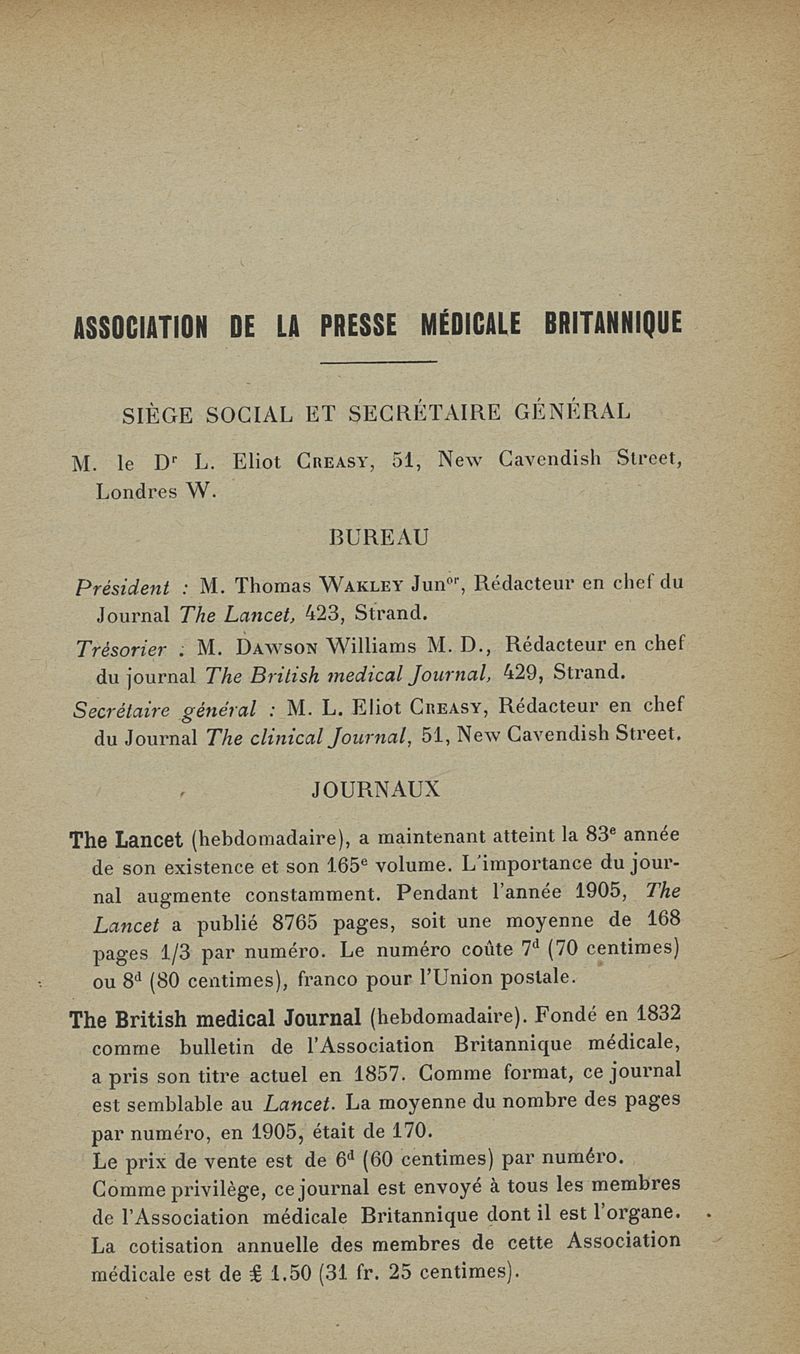 ASSOCIATION DE LA PRESSE MÉDICALE BRITANNIQUE
SIÈGE SOCIAL ET SECRÉTAIRE GÉNÉRAL
M. le Dr L. Eliot CREASY, 51, New Cavendish Street,
Londres W.
BUREAU
Président : M. Thomas WAKLEY Junor, Rédacteur en chef du
Journal The Lancet, 423, Strand.
Trésorier : M. DAWSON Williams M. D., Rédacteur en chef
du journal The British medical Journal, 429, Strand.
Secrétaire général : M. L. Eliot CREASY, Rédacteur en chef
du Journal The clinical Journal, 51, New Cavendish Street.
JOURNAUX
The Lancet (hebdomadaire), a maintenant atteint la 83e année
de son existence et son 165e volume. L'importance du jour-
nal augmente constamment. Pendant l'année 1905, The
Lancet a publié 8765 pages, soit une moyenne de 168
pages 1/3 par numéro. Le numéro coûte 7d (70 centimes)
ou 8d (80 centimes), franco pour l'Union postale.
The British medical Journal (hebdomadaire). Fondé en 1832
comme bulletin de l'Association Britannique médicale,
a pris son titre actuel en 1857. Comme format, ce journal
est semblable au Lancet. La moyenne du nombre des pages
par numéro, en 1905, était de 170.
Le prix de vente est de 6d (60 centimes) par numéro.
Comme privilège, ce journal est envoyé à tous les membres
de l'Association médicale Britannique dont il est l'organe.
La cotisation annuelle des membres de cette Association
médicale est de £ 1.50 (31 fr. 25 centimes).